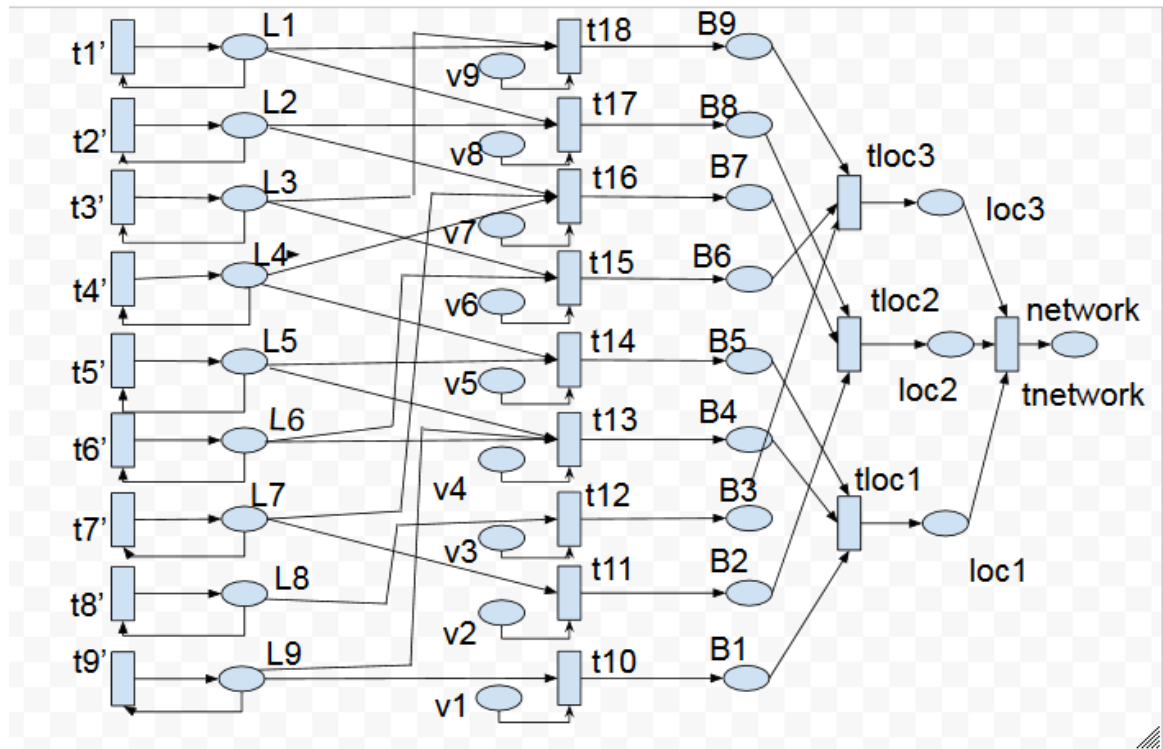 t1’ L1 v9 t18 B9
t2’ L2 v8 t17 B8 tloc3
t3’ L3 v7 t16 B7 loc3
t4’ L4 v6 t15 B6 tloc2 network
t5’ L5 v5 t14 B5 loc2 tnetwork
t6’ L6 v4 t13 B4 tloc1
t7’ L7 v3 t12 B3
t8’ L8 v2 t11 B2 loc1
t9’ L9 v1 t10 B1